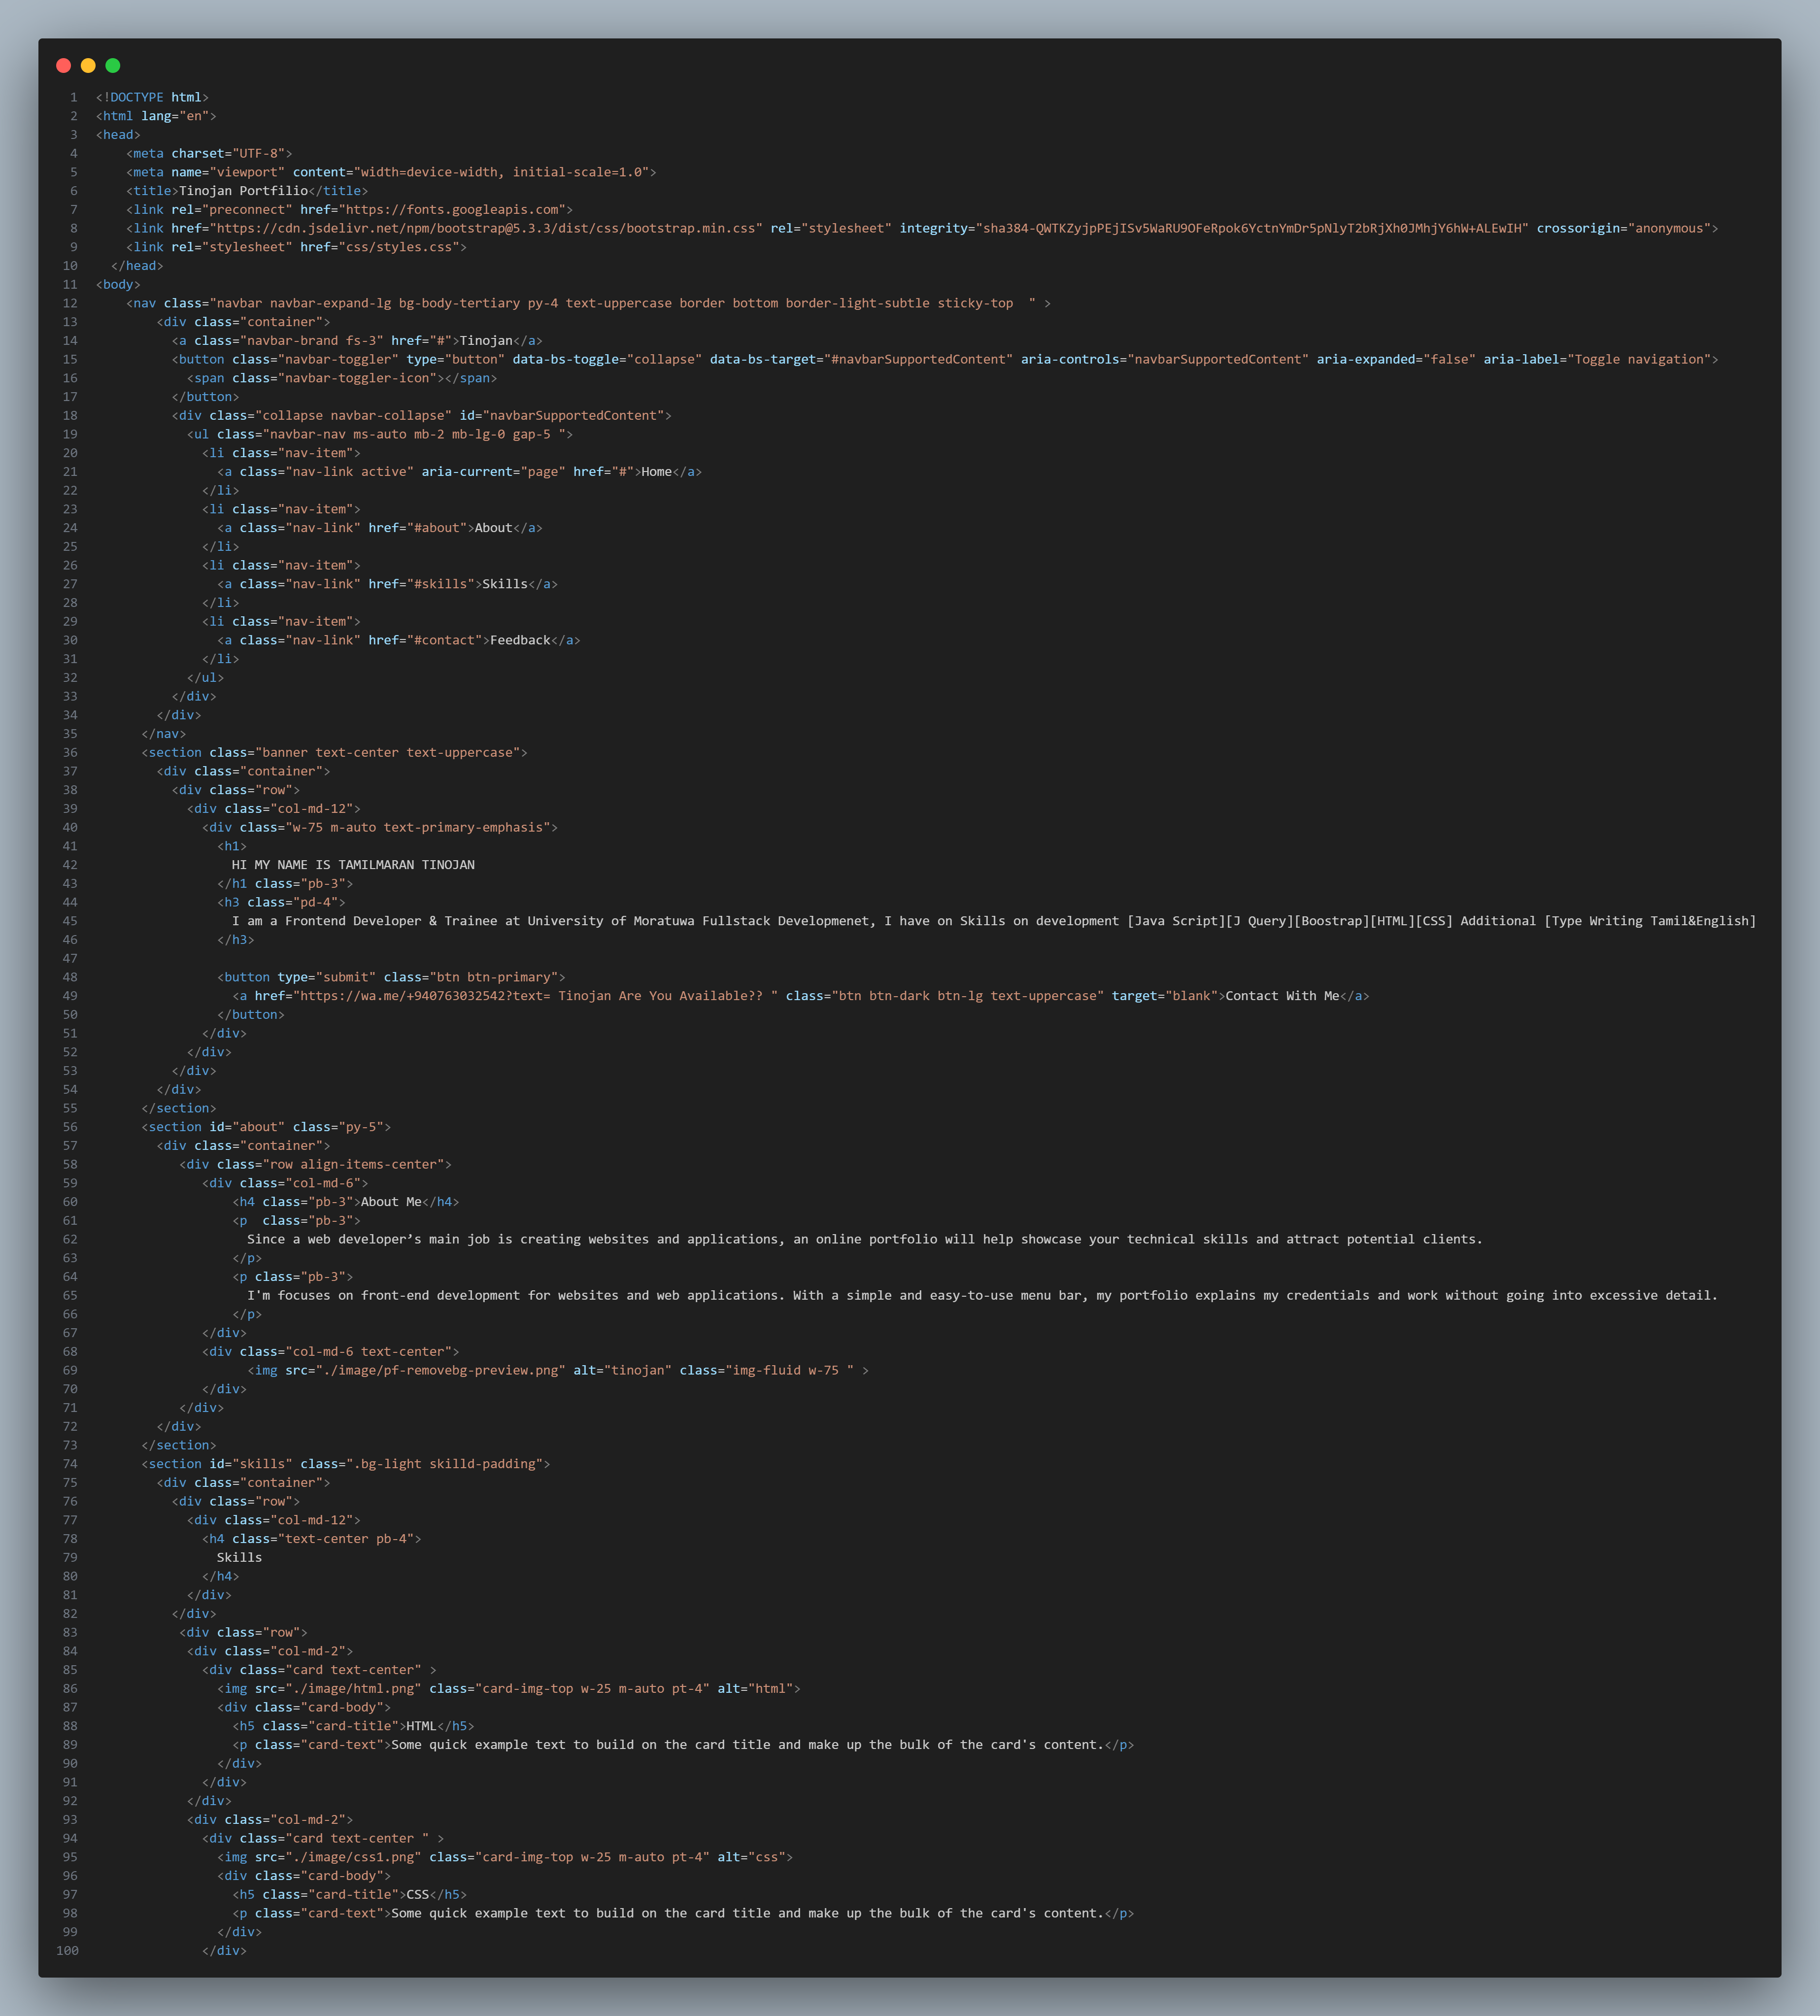 1 <!DOCTYPE html>
2 <html lang="en">
3 <head>
4     <meta charset="UTF-8">
5     <meta name="viewport" content="width=device-width, initial-scale=1.0">
6     <title>Tinojan Portfilio</title>
7     <link rel="preconnect" href="https://fonts.googleapis.com">
8     <link href="https://cdn.jsdelivr.net/npm/bootstrap@5.3.3/dist/css/bootstrap.min.css" rel="stylesheet" integrity="sha384-QWTKZyjpPEjISv5WaRU9OFeRpok6YctnYmDr5pNlyT2bRjXh0JMhjY6hW+ALEwIH" crossorigin="anonymous">
9     <link rel="stylesheet" href="css/styles.css">
10   </head>
11 <body>
12     <nav class="navbar navbar-expand-lg bg-body-tertiary py-4 text-uppercase border bottom border-light-subtle sticky-top  " >
13         <div class="container">
14           <a class="navbar-brand fs-3" href="#">Tinojan</a>
15           <button class="navbar-toggler" type="button" data-bs-toggle="collapse" data-bs-target="#navbarSupportedContent" aria-controls="navbarSupportedContent" aria-expanded="false" aria-label="Toggle navigation">
16             <span class="navbar-toggler-icon"></span>
17           </button>
18           <div class="collapse navbar-collapse" id="navbarSupportedContent">
19             <ul class="navbar-nav ms-auto mb-2 mb-lg-0 gap-5 ">
20               <li class="nav-item">
21                 <a class="nav-link active" aria-current="page" href="#">Home</a>
22               </li>
23               <li class="nav-item">
24                 <a class="nav-link" href="#about">About</a>
25               </li>
26               <li class="nav-item">
27                 <a class="nav-link" href="#skills">Skills</a>
28               </li>
29               <li class="nav-item">
30                 <a class="nav-link" href="#contact">Feedback</a>
31               </li>
32             </ul>
33           </div>
34         </div>
35       </nav>
36       <section class="banner text-center text-uppercase">
37         <div class="container">
38           <div class="row">
39             <div class="col-md-12">
40               <div class="w-75 m-auto text-primary-emphasis">
41                 <h1>
42                   HI MY NAME IS TAMILMARAN TINOJAN
43                 </h1 class="pb-3">
44                 <h3 class="pd-4">
45                   I am a Frontend Developer & Trainee at University of Moratuwa Fullstack Developmenet, I have on Skills on development [Java Script][J Query][Boostrap][HTML][CSS] Additional [Type Writing Tamil&English]
46                 </h3>
47
48                 <button type="submit" class="btn btn-primary">
49                   <a href="https://wa.me/+940763032542?text= Tinojan Are You Available?? " class="btn btn-dark btn-lg text-uppercase" target="blank">Contact With Me</a>
50                 </button>
51               </div>
52             </div>
53           </div>
54         </div>
55       </section>
56       <section id="about" class="py-5">
57         <div class="container">
58            <div class="row align-items-center">
59               <div class="col-md-6">
60                   <h4 class="pb-3">About Me</h4>
61                   <p  class="pb-3">
62                     Since a web developer’s main job is creating websites and applications, an online portfolio will help showcase your technical skills and attract potential clients.
63                   </p>
64                   <p class="pb-3">
65                     I'm focuses on front-end development for websites and web applications. With a simple and easy-to-use menu bar, my portfolio explains my credentials and work without going into excessive detail.
66                   </p>
67               </div>
68               <div class="col-md-6 text-center">
69                     <img src="./image/pf-removebg-preview.png" alt="tinojan" class="img-fluid w-75 " >
70               </div>
71            </div>
72         </div>
73       </section>
74       <section id="skills" class=".bg-light skilld-padding">
75         <div class="container">
76           <div class="row">
77             <div class="col-md-12">
78               <h4 class="text-center pb-4">
79                 Skills
80               </h4>
81             </div>
82           </div>
83            <div class="row">
84             <div class="col-md-2">
85               <div class="card text-center" >
86                 <img src="./image/html.png" class="card-img-top w-25 m-auto pt-4" alt="html">
87                 <div class="card-body">
88                   <h5 class="card-title">HTML</h5>
89                   <p class="card-text">Some quick example text to build on the card title and make up the bulk of the card's content.</p>
90                 </div>
91               </div>
92             </div>
93             <div class="col-md-2">
94               <div class="card text-center " >
95                 <img src="./image/css1.png" class="card-img-top w-25 m-auto pt-4" alt="css">
96                 <div class="card-body">
97                   <h5 class="card-title">CSS</h5>
98                   <p class="card-text">Some quick example text to build on the card title and make up the bulk of the card's content.</p>
99                 </div>
100               </div>